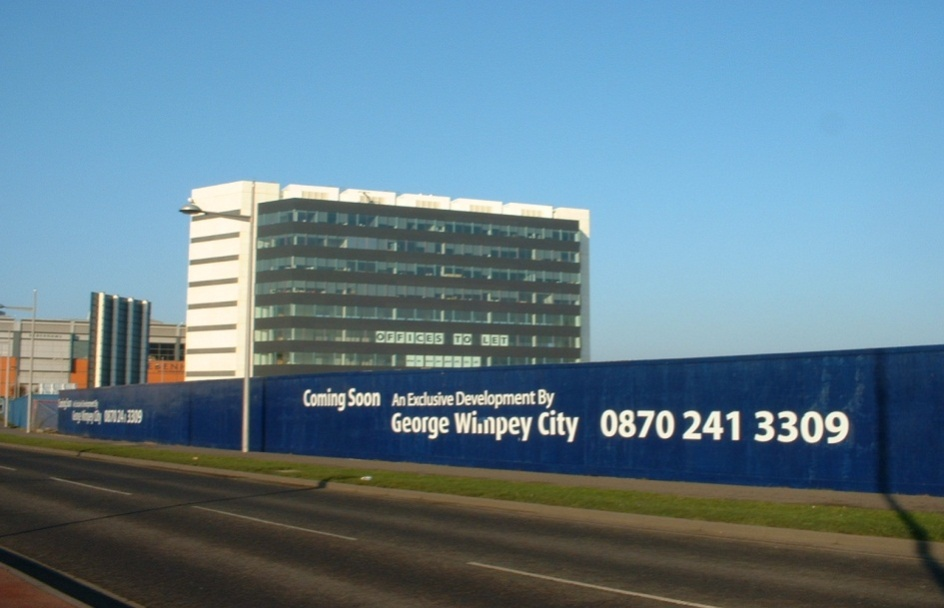 OFFICES TO LET
Coming Soon
An Exclusive Development By
George Wimpey City
0870 241 3309
George Wimpey City
0870 241 3309